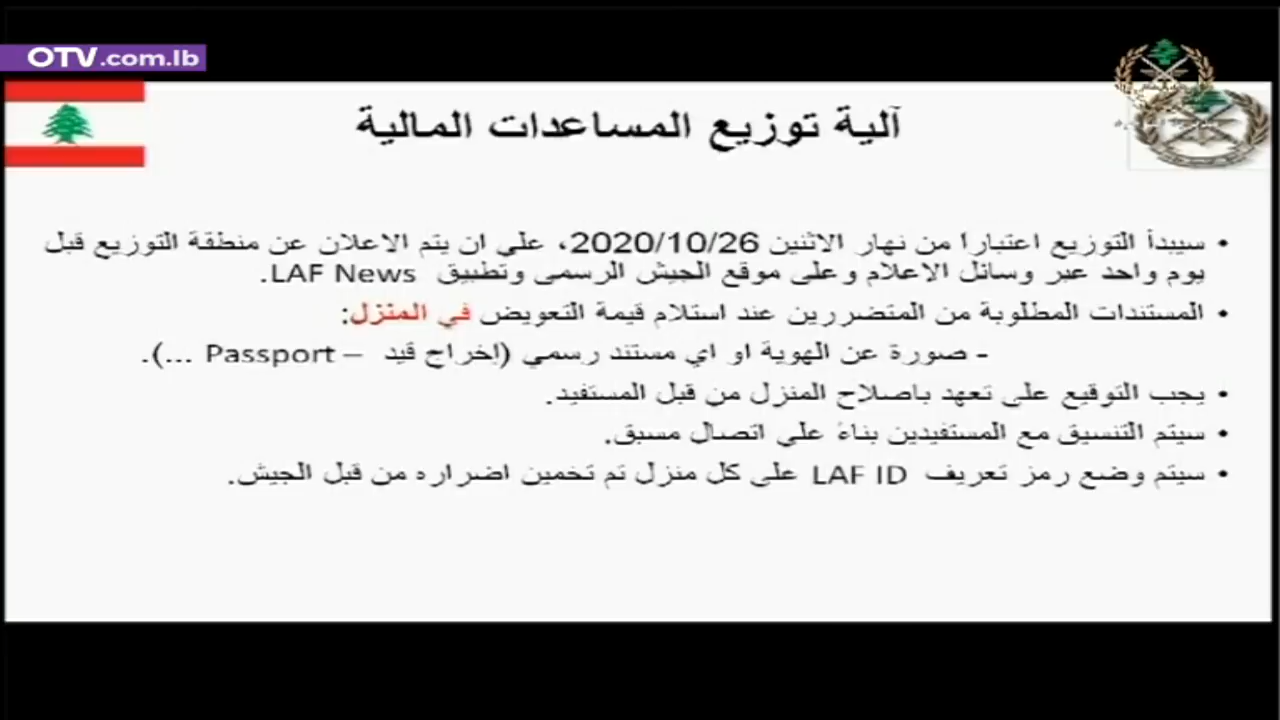 OTV.com.lb
آلية توزيع المساعدات المالية
• سيبدأ التوزيع اعتباراً من نهار الاثنين 2020/10/26، على ان يتم الاعلان عن منطقة التوزيع قبل
يوم واحد عبر وسائل الاعلام وعلى موقع الجيش الرسمى وتطبيق LAF News.
• المستندات المطلوبة من المتضررين عند استلام قيمة التعويض في المنزل:
- صورة عن الهوية او اي مستند رسمي (إخراج قيد – Passport ...).
• يجب التوقيع على تعهد باصلاح المنزل من قبل المستفيد.
• سيتم التنسيق مع المستفيدين بناءً على اتصال مسبق.
• سيتم وضع رمز تعريف LAF ID على كل منزل تم تخمين اضراره من قبل الجيش.